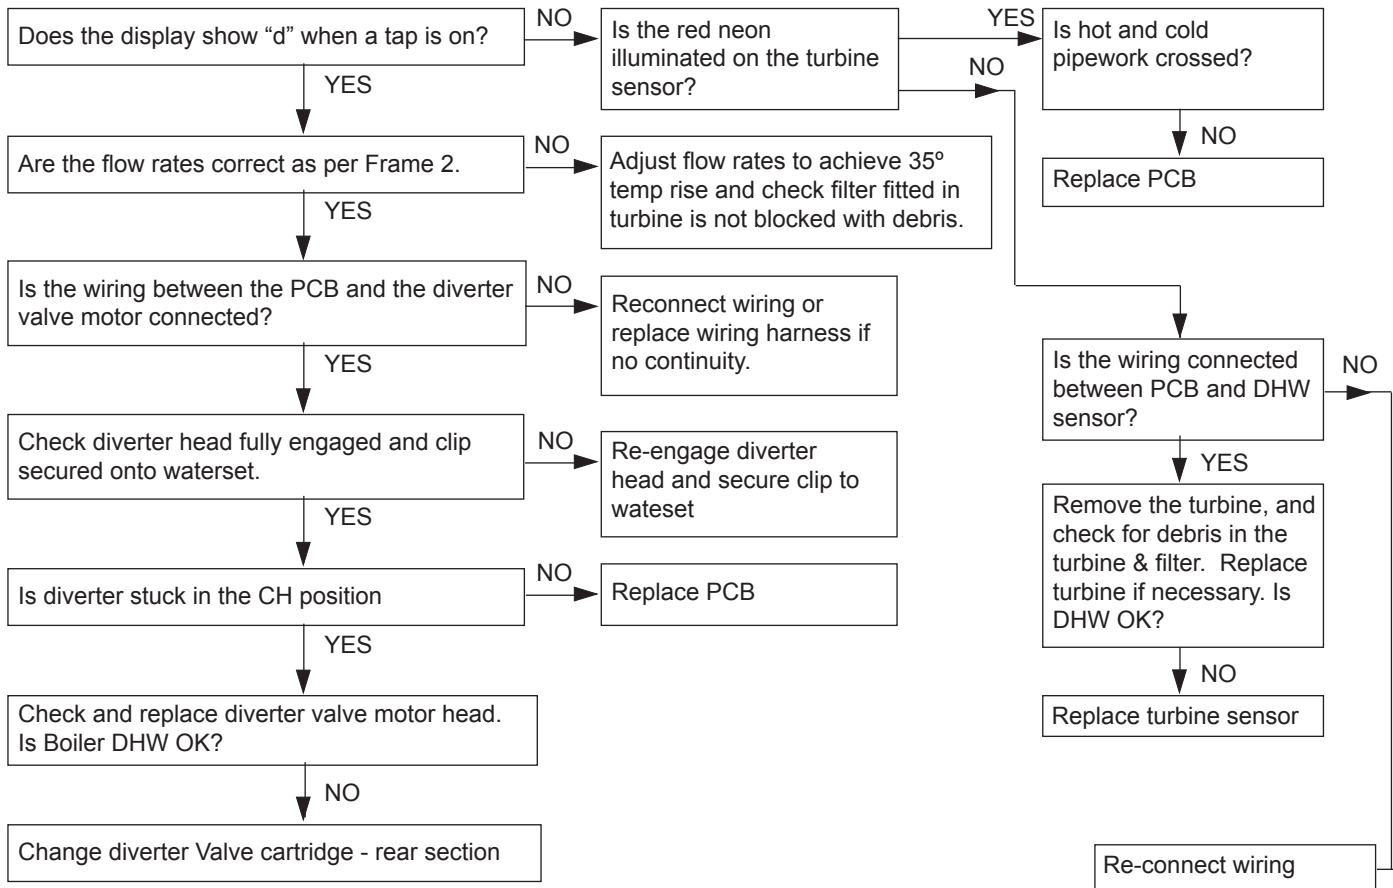 Does the display show “d” when a tap is on?
NO
Is the red neon
illuminated on the turbine
sensor?
YES
NO
Is hot and cold
pipework crossed?
NO
Replace PCB
YES
Are the flow rates correct as per Frame 2.
NO
Adjust flow rates to achieve 35º
temp rise and check filter fitted in
turbine is not blocked with debris.
YES
Is the wiring between the PCB and the diverter
valve motor connected?
NO
Reconnect wiring or
replace wiring harness if
no continuity.
YES
Check diverter head fully engaged and clip
secured onto waterset.
NO
Re-engage diverter
head and secure clip to
wateset
YES
Is diverter stuck in the CH position
NO
Replace PCB
YES
Check and replace diverter valve motor head.
Is Boiler DHW OK?
NO
Change diverter Valve cartridge - rear section
Is the wiring connected
between PCB and DHW
sensor?
NO
YES
Remove the turbine, and
check for debris in the
turbine & filter.  Replace
turbine if necessary. Is
DHW OK?
NO
Replace turbine sensor
Re-connect wiring